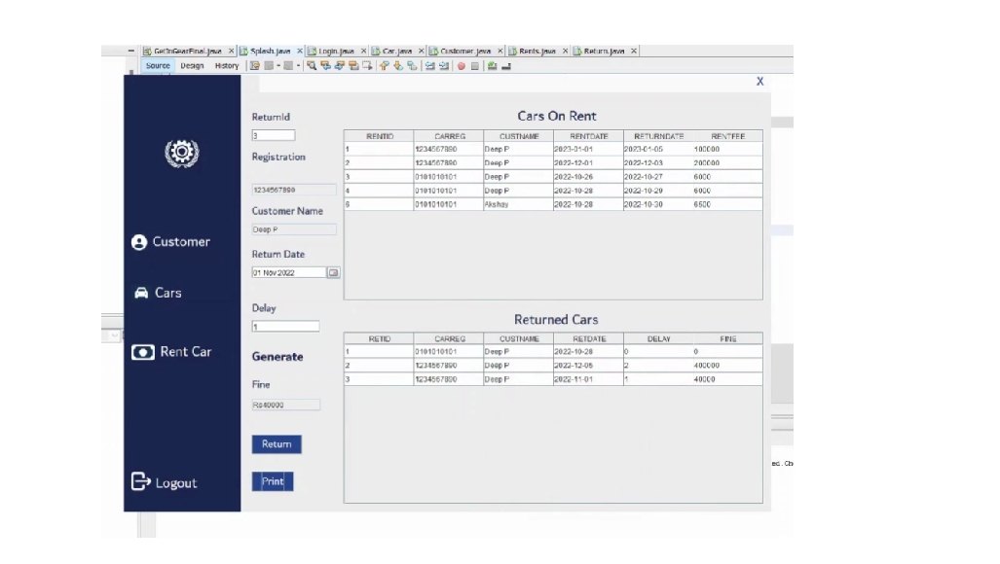 GetInGearFinal.java × Splash.java × Login.java × Car.java × Customer.java × Rents.java × Return.java ×
Source Design History
X
Customer
Cars
Rent Car
Logout
ReturnId
3
Registration
1234567890
Customer Name
Deep P
Return Date
01 Nov 2022
Delay
1
Generate
Fine
Rs40000
Return
Print
Cars On Rent
RENTID CARREG CUSTNAME RENTDATE RETURNDATE RENTFEE
1 1234567890 Deep P 2023-01-01 2023-01-05 100000
2 1234567890 Deep P 2022-12-01 2022-12-03 200000
3 0101010101 Deep P 2022-10-26 2022-10-27 6000
4 0101010101 Deep P 2022-10-28 2022-10-29 6000
6 0101010101 Akshay 2022-10-28 2022-10-30 6500
Returned Cars
RETID CARREG CUSTNAME RETDATE DELAY FINE
1 0101010101 Deep P 2022-10-28 0 0
2 1234567890 Deep P 2022-12-05 2 400000
3 1234567890 Deep P 2022-11-01 1 40000
ed.Ch